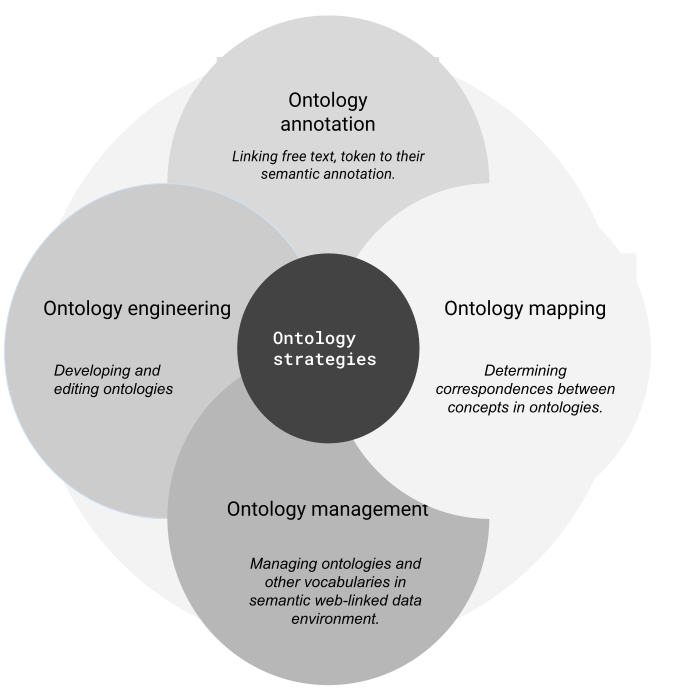 Ontology
annotation
Linking free text, token to their
semantic annotation.
Ontology engineering
Developing and
editing ontologies
Ontology
strategies
Ontology mapping
Determining
correspondences between
concepts in ontologies.
Ontology management
Managing ontologies and
other vocabularies in
semantic web-linked data
environment.